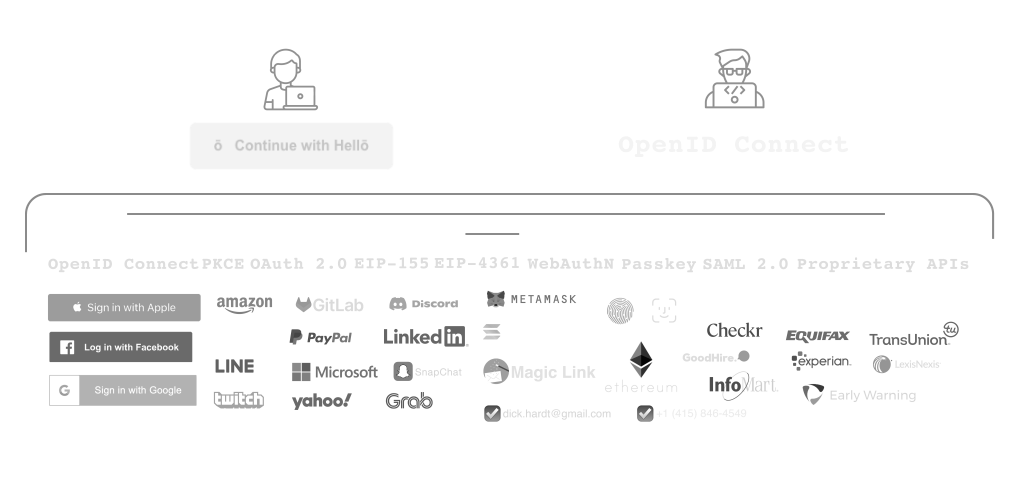 ō Continue with Hellō
OpenID Connect
OpenID Connect PKCE OAuth 2.0 EIP-155 EIP-4361 WebAuthN Passkey SAML 2.0 Proprietary APIs
Sign in with Apple
amazon
GitLab
Discord
METAMASK
Log in with Facebook
PayPal
LinkedIn
Checkr
EQUIFAX
TransUnion
tu
LINE
Microsoft
SnapChat
Magic Link
ethereum
GoodHire
experian
LexisNexis
G Sign in with Google
twitch
yahoo!
Grab
InfoMart
Early Warning
dick.hardt@gmail.com
+1 (415) 846-4549